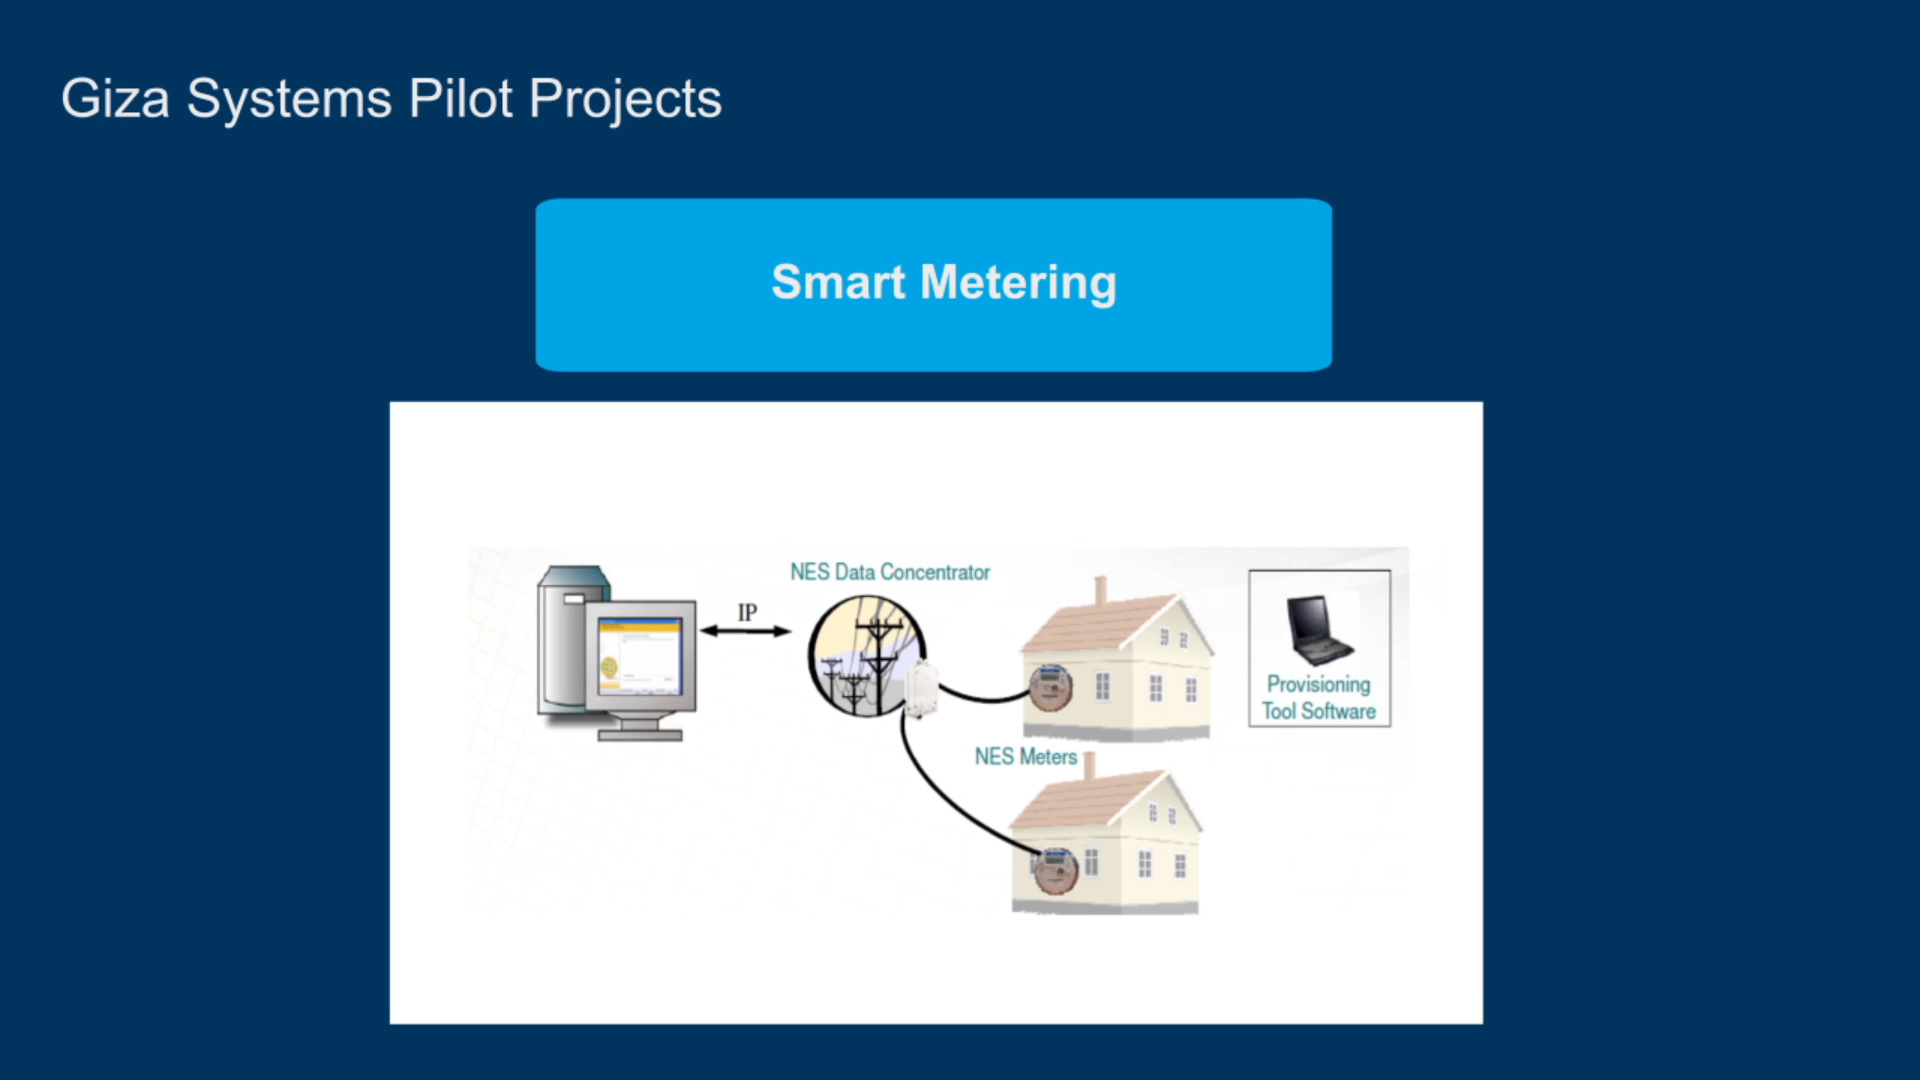 Giza Systems Pilot Projects
Smart Metering
NES Data Concentrator
IP
Provisioning
Tool Software
NES Meters